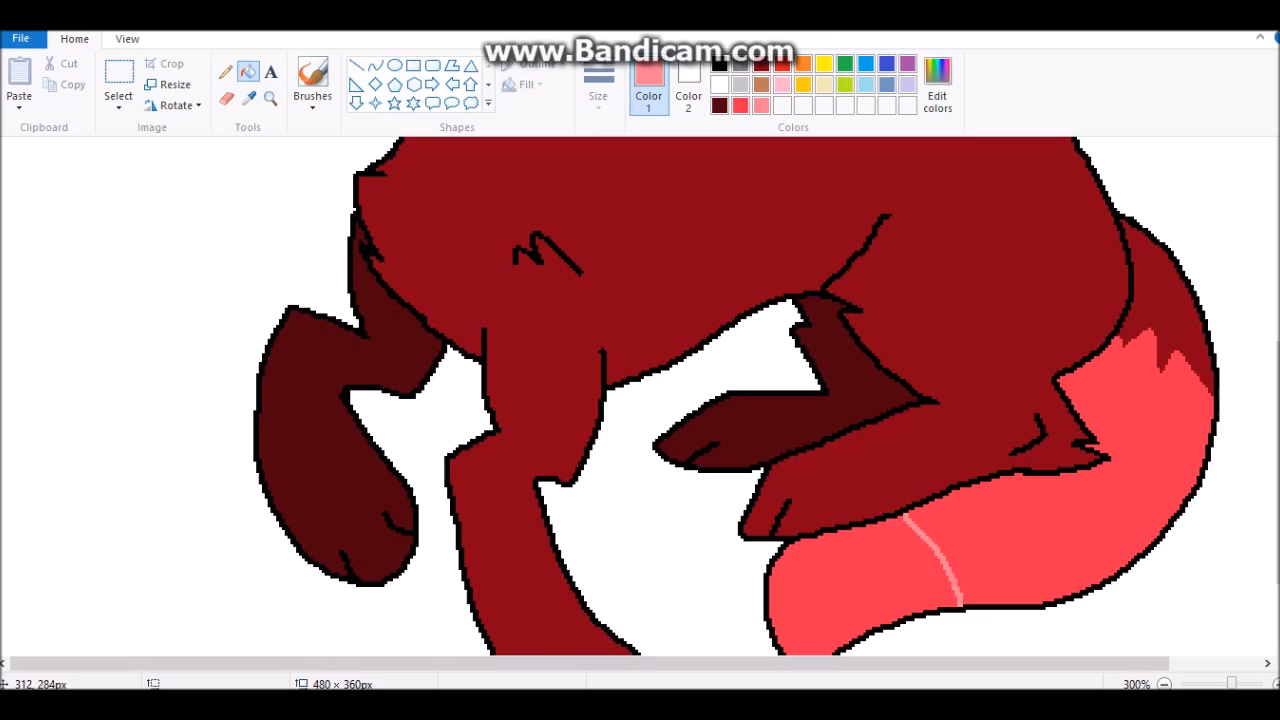 www.Bandicam.com
File Home View
Paste Cut Copy Clipboard
Select Crop Resize Rotate Image
Tools
Brushes
Shapes
Outline Fill
Size
Color 1
Color 2
Edit colors
Colors
312, 284px 480 × 360px 300%